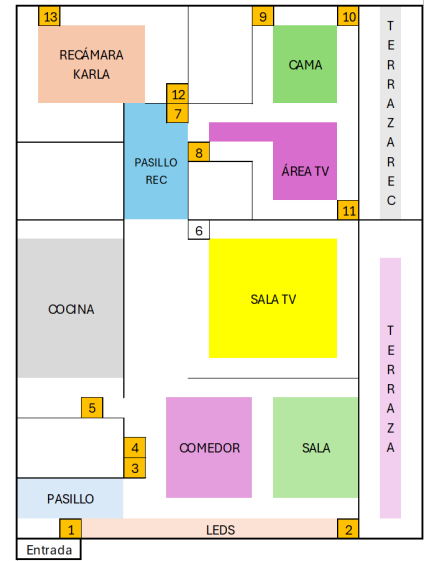 13
9
10
T
E
R
R
A
Z
A
R
E
C
RECÁMARA
KARLA
CAMA
12
7
PASILLO
REC
8
ÁREA TV
11
6
COCINA
SALA TV
T
E
R
R
A
Z
A
5
4
3
COMEDOR
SALA
PASILLO
1
LEDS
2
Entrada